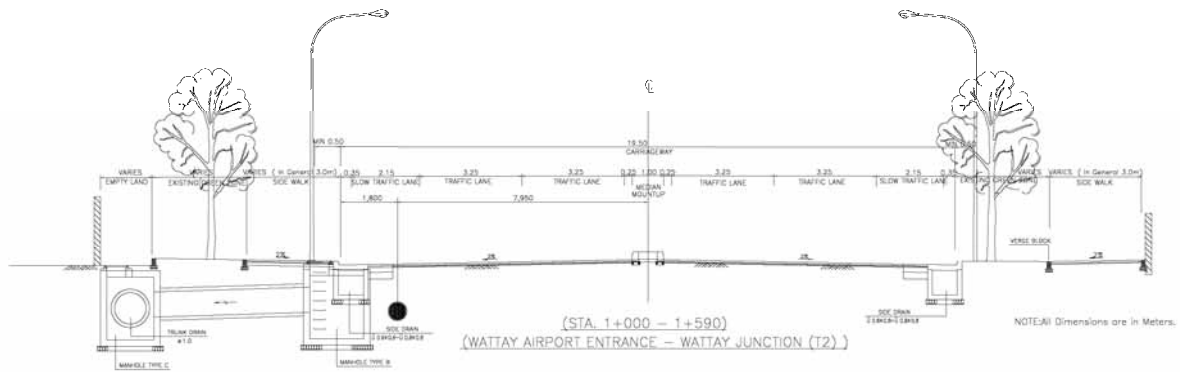 ℄
MIN 0.50
19.50
CARRIAGEWAY
VARIES
EMPTY LAND
VARIES ( In General 3.0m)
SIDE WALK
0.35
2.15
SLOW TRAFFIC LANE
3.25
TRAFFIC LANE
3.25
TRAFFIC LANE
0.25 1.00 0.25
MEDIAN
MOUNTUP
3.25
TRAFFIC LANE
3.25
TRAFFIC LANE
2.15
SLOW TRAFFIC LANE
VARIES
VARIES ( In General 3.0m)
SIDE WALK
1,800
7,950
VERGE BLOCK
2%
2%
2%
2%
TRUNK DRAIN
MANHOLE TYPE C
MANHOLE TYPE B
SIDE DRAIN
SIDE DRAIN
(STA. 1+000 - 1+590)
(WATTAY AIRPORT ENTRANCE - WATTAY JUNCTION (T2) )
NOTE:All Dimensions are in Meters.